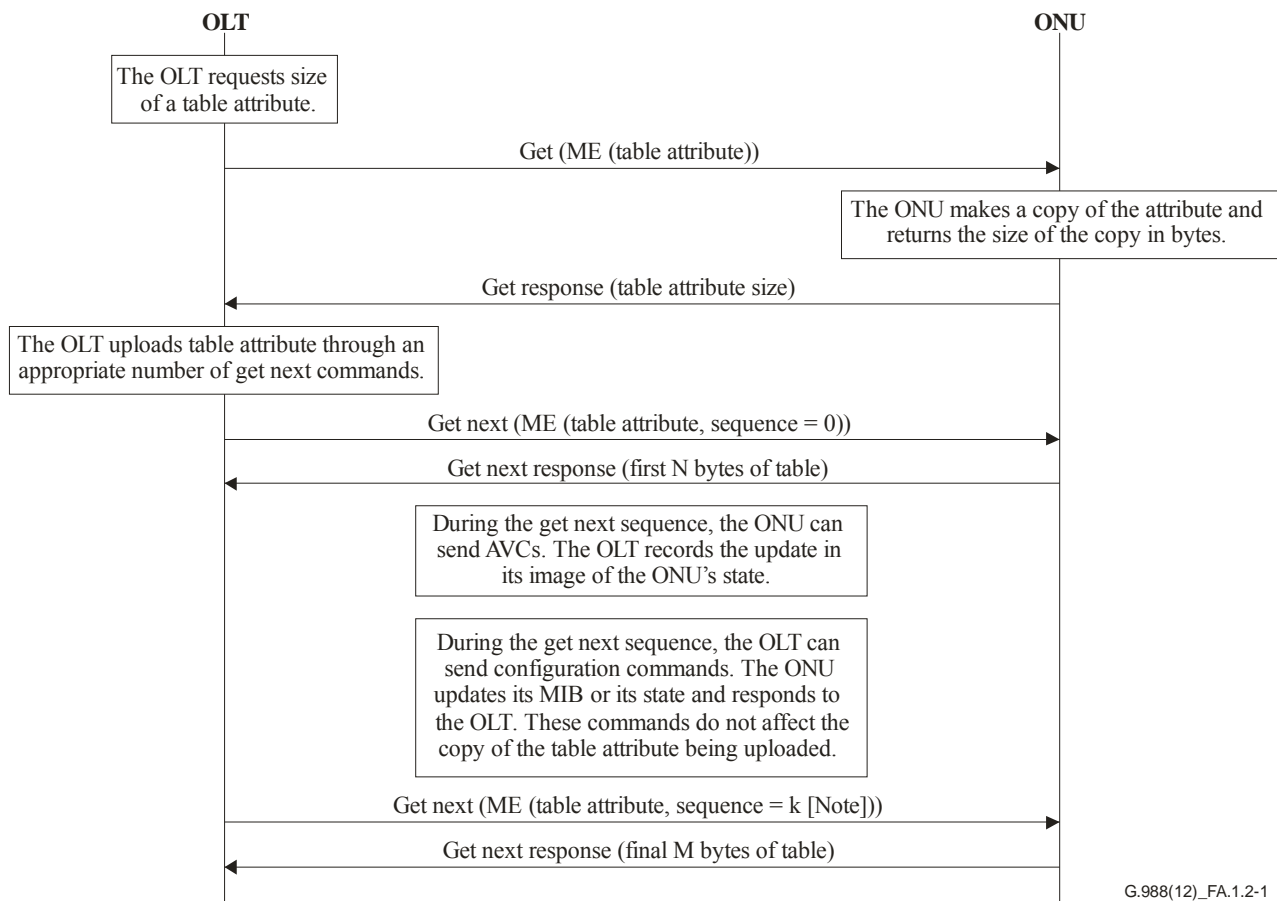 OLT
ONU
The OLT requests size
of a table attribute.
Get (ME (table attribute))
The ONU makes a copy of the attribute and
returns the size of the copy in bytes.
Get response (table attribute size)
The OLT uploads table attribute through an
appropriate number of get next commands.
Get next (ME (table attribute, sequence = 0))
Get next response (first N bytes of table)
During the get next sequence, the ONU can
send AVCs. The OLT records the update in
its image of the ONU's state.
During the get next sequence, the OLT can
send configuration commands. The ONU
updates its MIB or its state and responds to
the OLT. These commands do not affect the
copy of the table attribute being uploaded.
Get next (ME (table attribute, sequence = k [Note]))
Get next response (final M bytes of table)
G.988(12)_FA.1.2-1